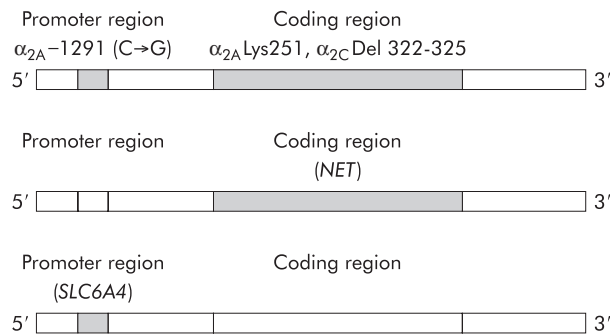 Promoter region Coding region
α2A−1291 (C→G) α2ALys251, α2CDel 322-325
5′ 3′
Promoter region Coding region
(NET)
5′ 3′
Promoter region Coding region
(SLC6A4)
5′ 3′